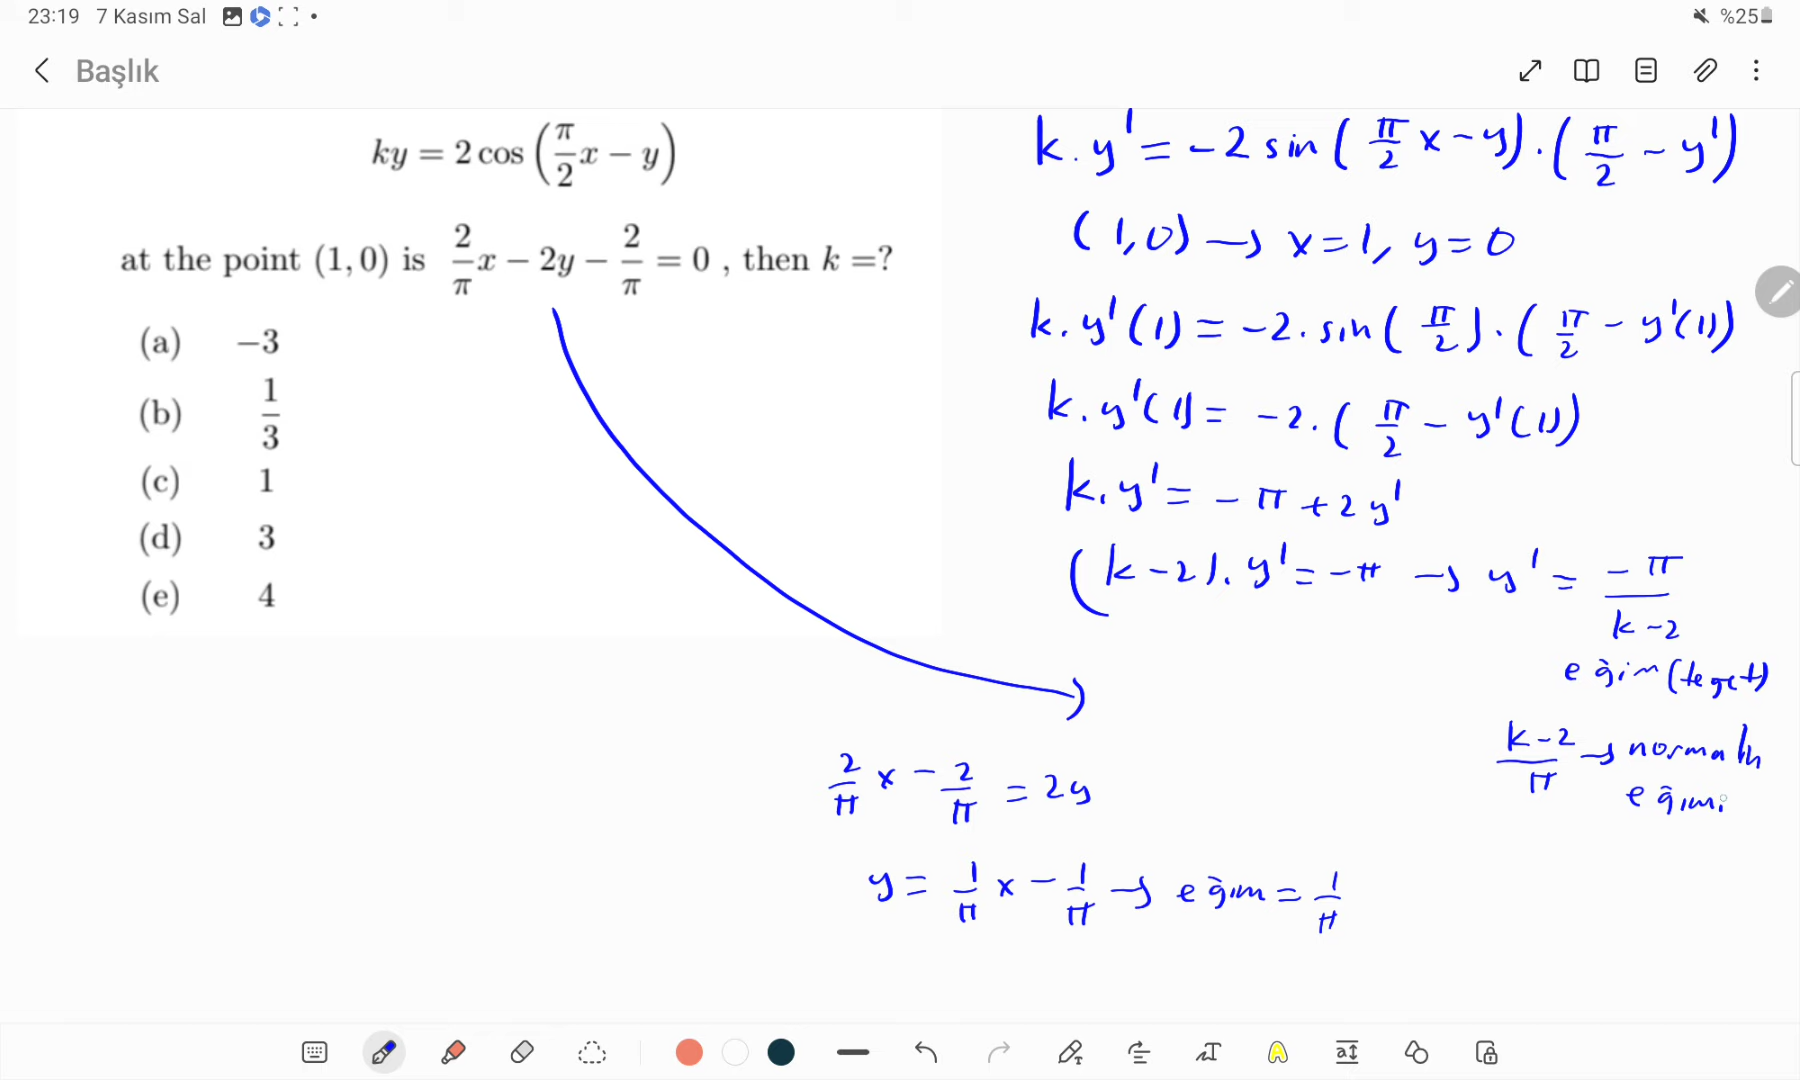 23:19 7 Kasım Sal %25
Başlık
ky = 2 cos (π/2 x − y)
at the point (1, 0) is 2/π x − 2y − 2/π = 0 , then k =?
(a) −3
(b) 1/3
(c) 1
(d) 3
(e) 4
k.y' = -2 sin (π/2 x - y) . (π/2 - y')
(1,0) → x=1, y=0
k.y'(1) = -2. sin (π/2) . (π/2 - y'(1))
k.y'(1) = -2. (π/2 - y'(1))
k.y' = - π + 2y'
(k-2). y' = -π → y' = -π/k-2
eğim (teğet)
k-2/π → normalin
eğimi
2/π x - 2/π = 2y
y = 1/π x - 1/π → eğim = 1/π